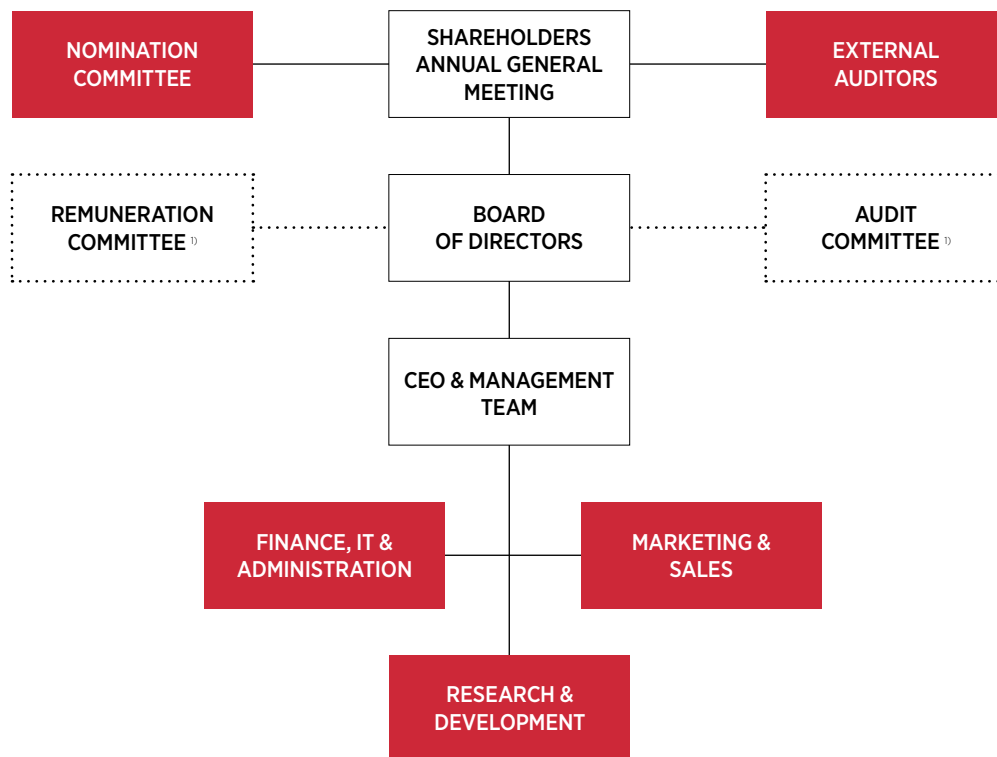 NOMINATION
COMMITTEE
SHAREHOLDERS
ANNUAL GENERAL
MEETING
EXTERNAL
AUDITORS
REMUNERATION
COMMITTEE 1)
BOARD
OF DIRECTORS
AUDIT
COMMITTEE 1)
CEO & MANAGEMENT
TEAM
FINANCE, IT &
ADMINISTRATION
MARKETING &
SALES
RESEARCH &
DEVELOPMENT